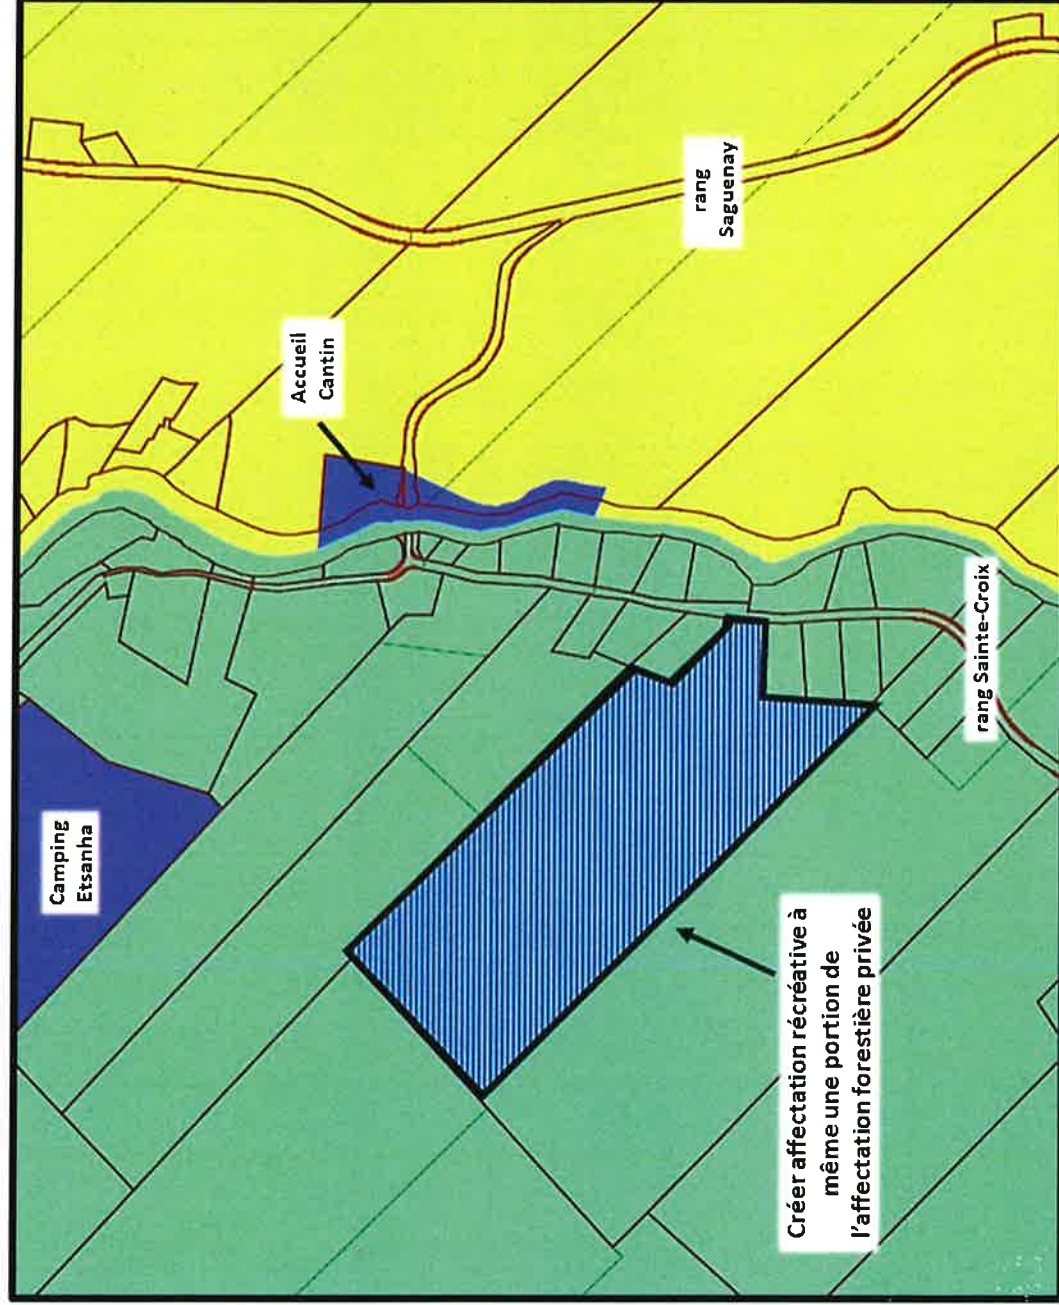 Camping
Etsanha
Accueil
Cantin
rang
Saguenay
rang Sainte-Croix
Créer affectation récréative à
même une portion de
l'affectation forestière privée